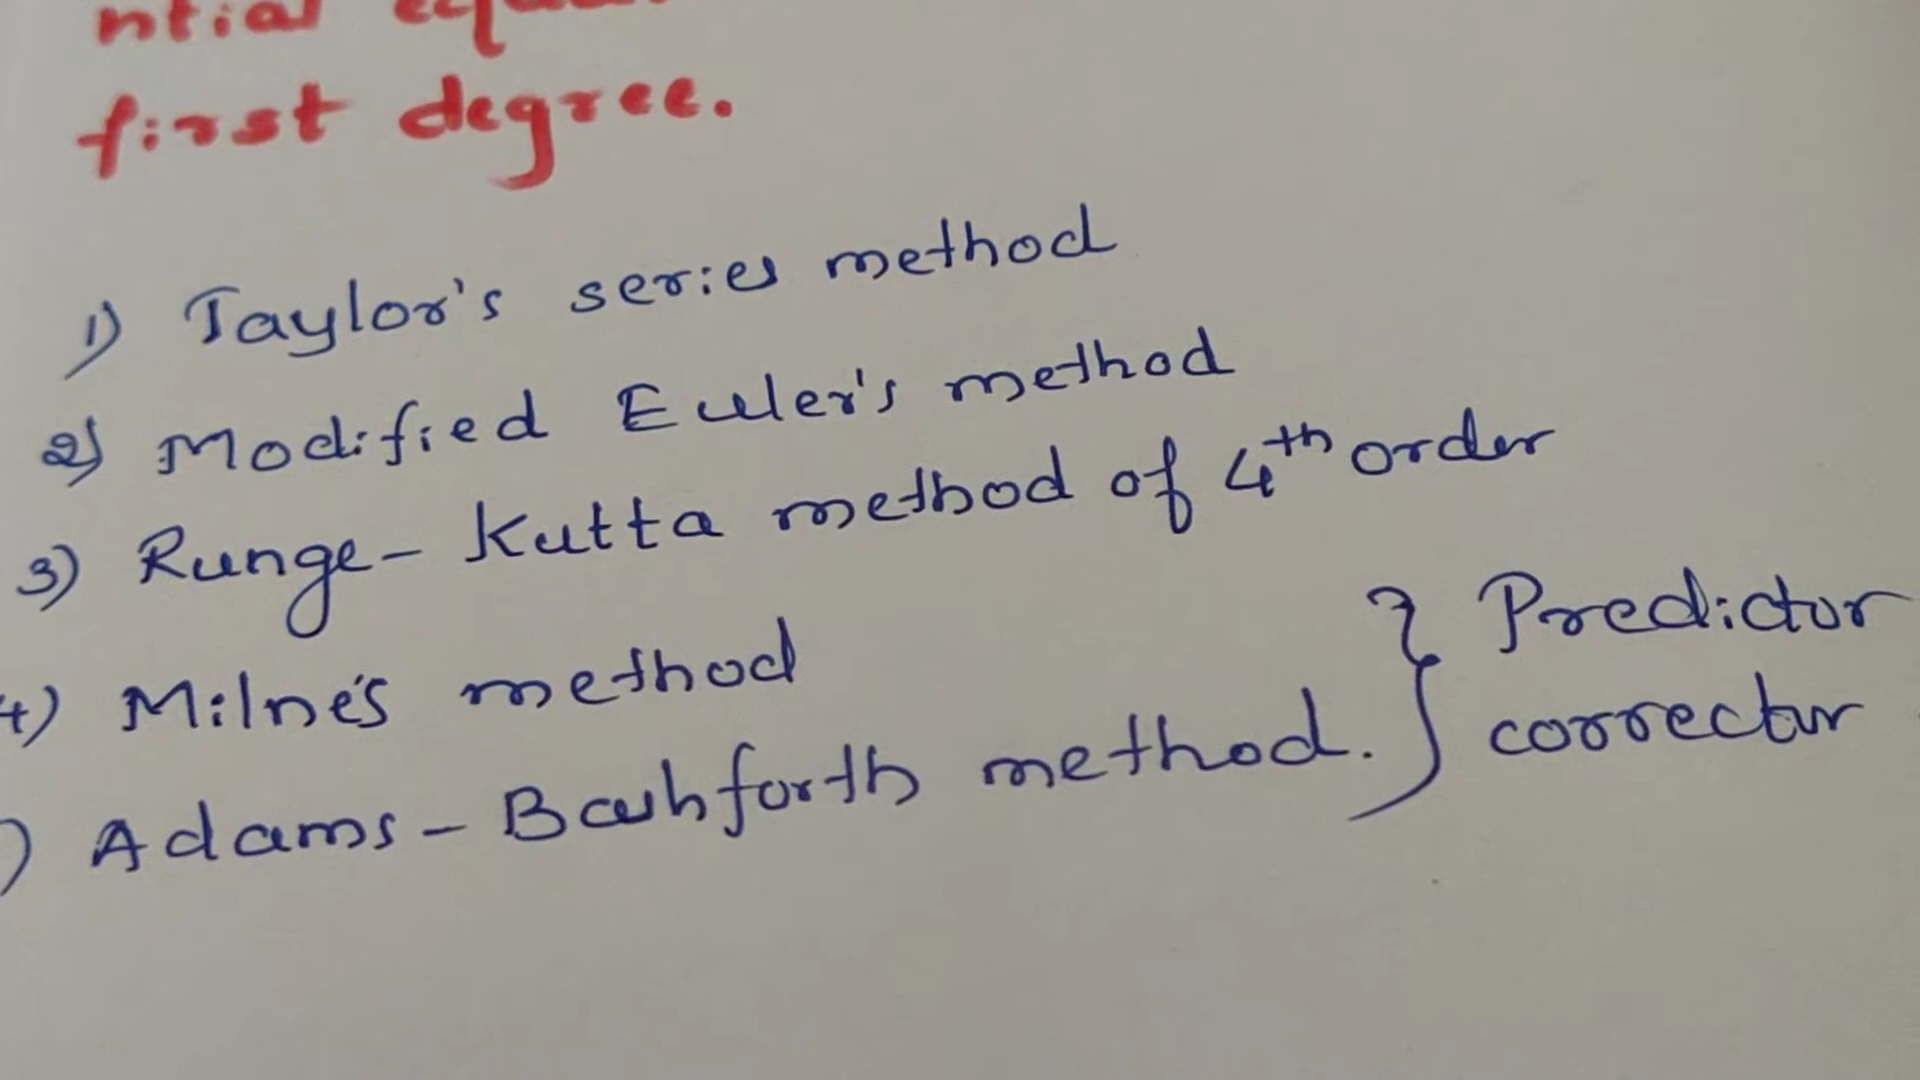 ntial
first degree.
1) Taylor's series method
2) Modified Euler's method
3) Runge-Kutta method of 4th order
4) Milne's method
) Adams-Bashforth method. } Predictor corrector